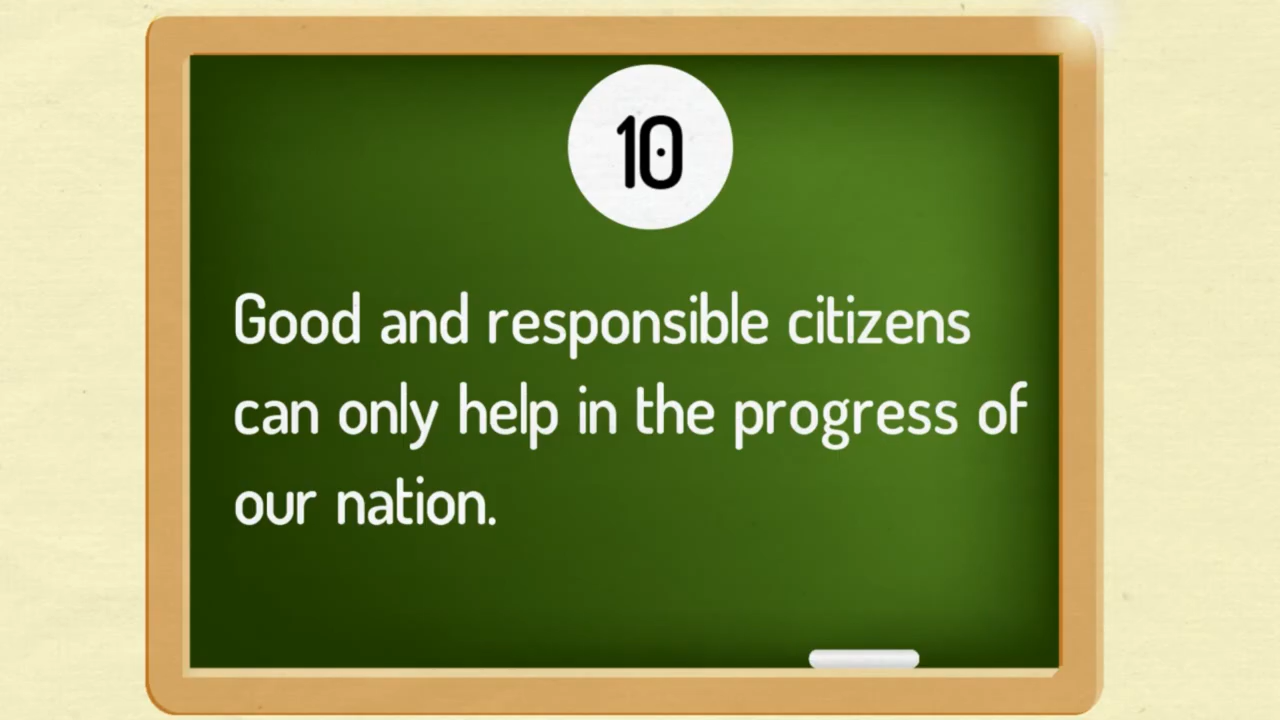 10
Good and responsible citizens
can only help in the progress of
our nation.